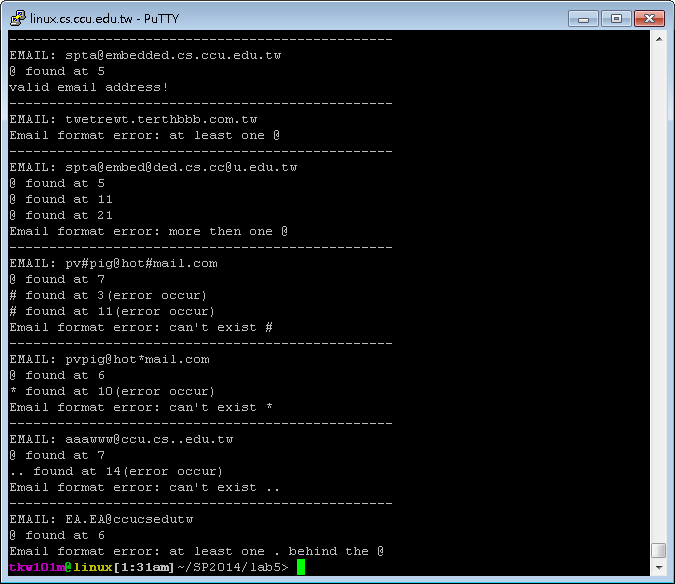 linux.cs.ccu.edu.tw - PuTTY
------------------------------------------------
EMAIL: spta@embedded.cs.ccu.edu.tw
@ found at 5
valid email address!
------------------------------------------------
EMAIL: twetrewt.terthbbb.com.tw
Email format error: at least one @
------------------------------------------------
EMAIL: spta@embed@ded.cs.cc@u.edu.tw
@ found at 5
@ found at 11
@ found at 21
Email format error: more then one @
------------------------------------------------
EMAIL: pv#pig@hot#mail.com
@ found at 7
# found at 3(error occur)
# found at 11(error occur)
Email format error: can't exist #
------------------------------------------------
EMAIL: pvpig@hot*mail.com
@ found at 6
* found at 10(error occur)
Email format error: can't exist *
------------------------------------------------
EMAIL: aaawww@ccu.cs..edu.tw
@ found at 7
.. found at 14(error occur)
Email format error: can't exist ..
------------------------------------------------
EMAIL: EA.EA@ccucsedutw
@ found at 6
Email format error: at least one . behind the @
tkw101m@linux[1:31am]~/SP2014/lab5>